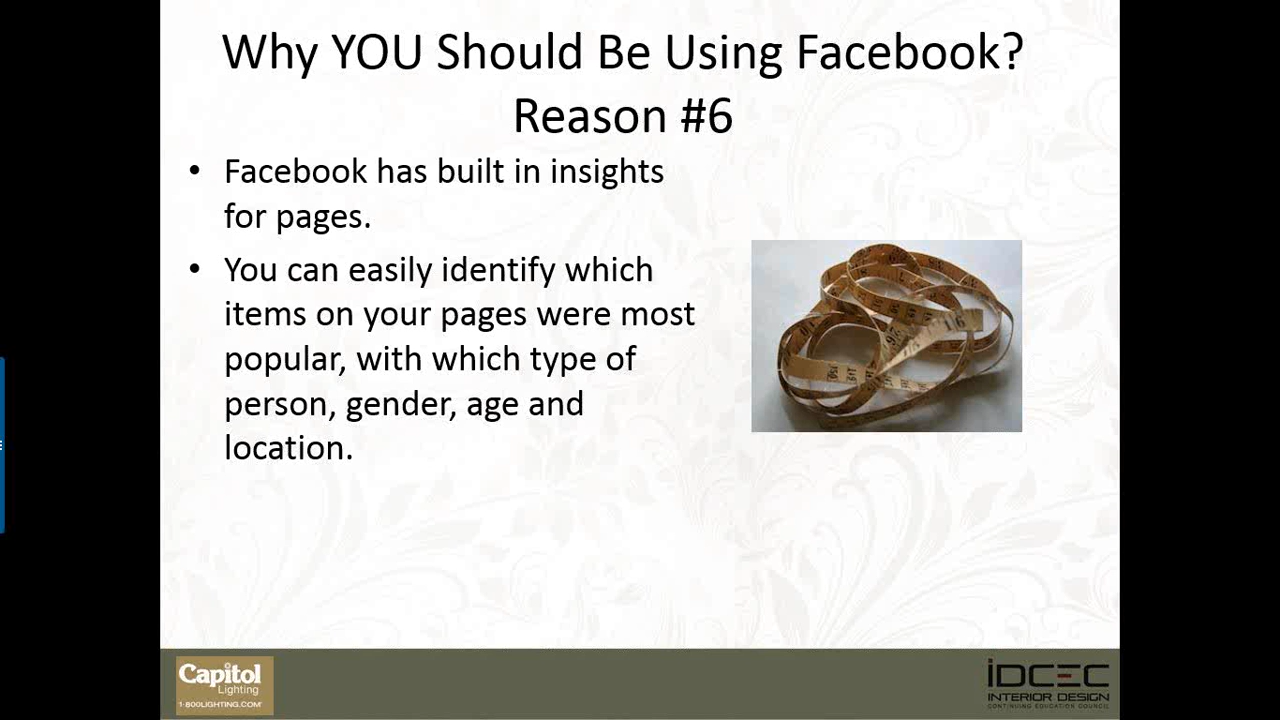 Why YOU Should Be Using Facebook?
Reason #6
• Facebook has built in insights
for pages.
• You can easily identify which
items on your pages were most
popular, with which type of
person, gender, age and
location.
Capitol
Lighting
1·800LIGHTING.COM
IDCEC
INTERIOR DESIGN
CONTINUING EDUCATION COUNCIL